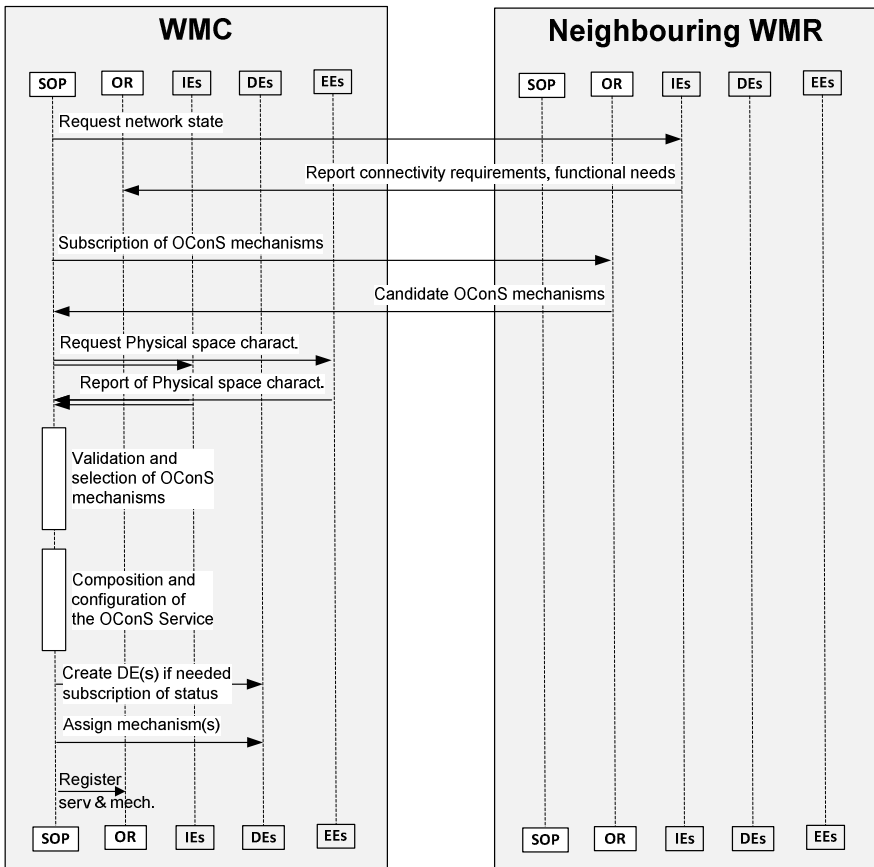 WMC
Neighbouring WMR
SOP OR IEs DEs EEs
SOP OR IEs DEs EEs
Request network state
Report connectivity requirements, functional needs
Subscription of OConS mechanisms
Candidate OConS mechanisms
Request Physical space charact.
Report of Physical space charact.
Validation and
selection of OConS
mechanisms
Composition and
configuration of
the OConS Service
Create DE(s) if needed
subscription of status
Assign mechanism(s)
Register
serv & mech.
SOP OR IEs DEs EEs
SOP OR IEs DEs EEs